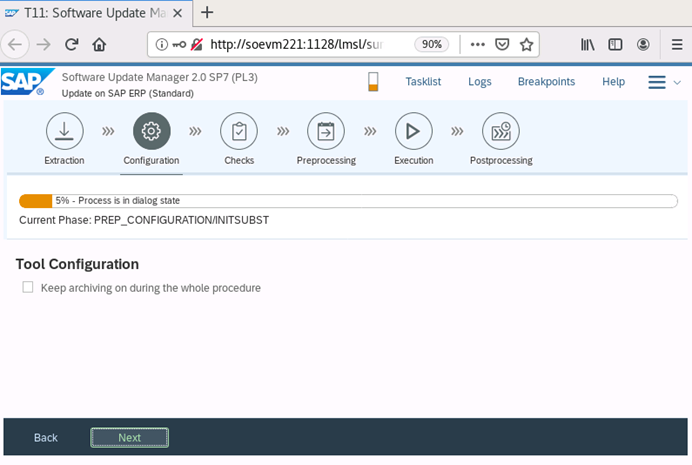 T11: Software Update Ma
http://soevm221:1128/lmsl/su
90%
SAP
Software Update Manager 2.0 SP7 (PL3)
Update on SAP ERP (Standard)
Tasklist
Logs
Breakpoints
Help
Extraction
Configuration
Checks
Preprocessing
Execution
Postprocessing
5% - Process is in dialog state
Current Phase: PREP_CONFIGURATION/INITSUBST
Tool Configuration
Keep archiving on during the whole procedure
Back
Next